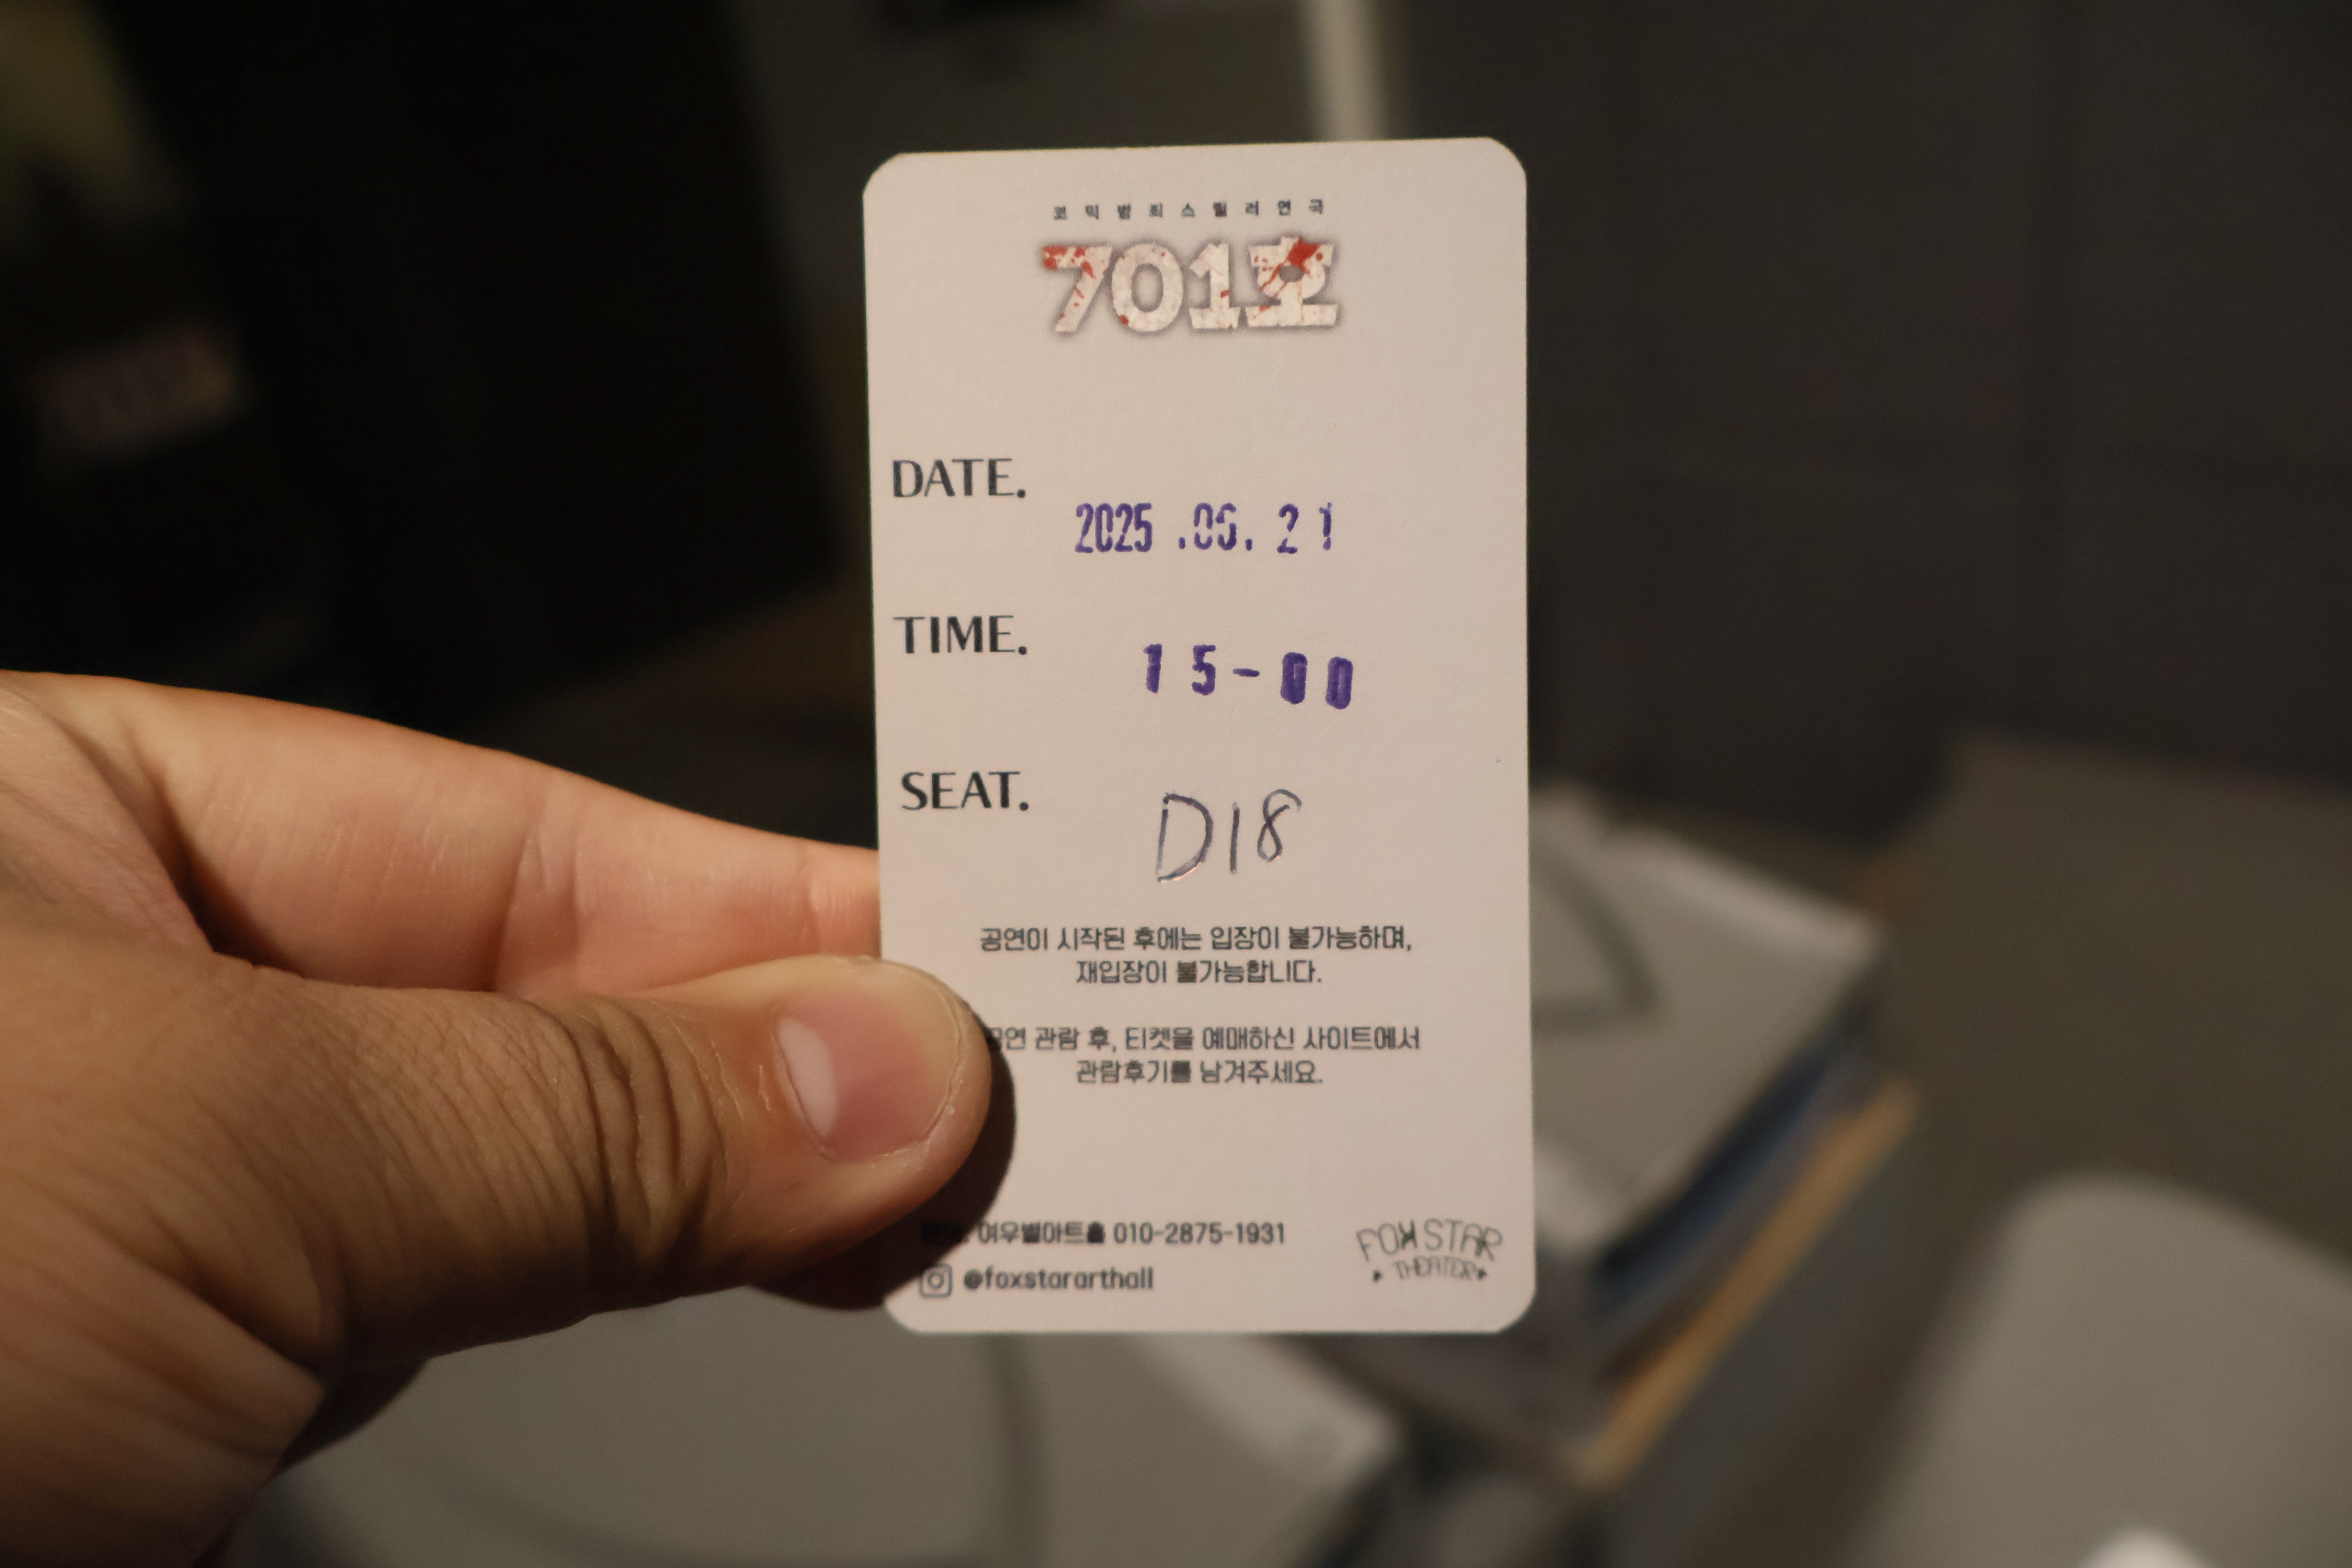 코믹범죄스릴러연극
701호
DATE.
2025 .06. 21
TIME.
15-00
SEAT.
D18
공연이 시작된 후에는 입장이 불가능하며,
재입장이 불가능합니다.
관람 후, 티켓을 예매하신 사이트에서
관람후기를 남겨주세요.
여우별아트홀 010-2875-1931
@foxstararthall
FOX STAR
THEATER